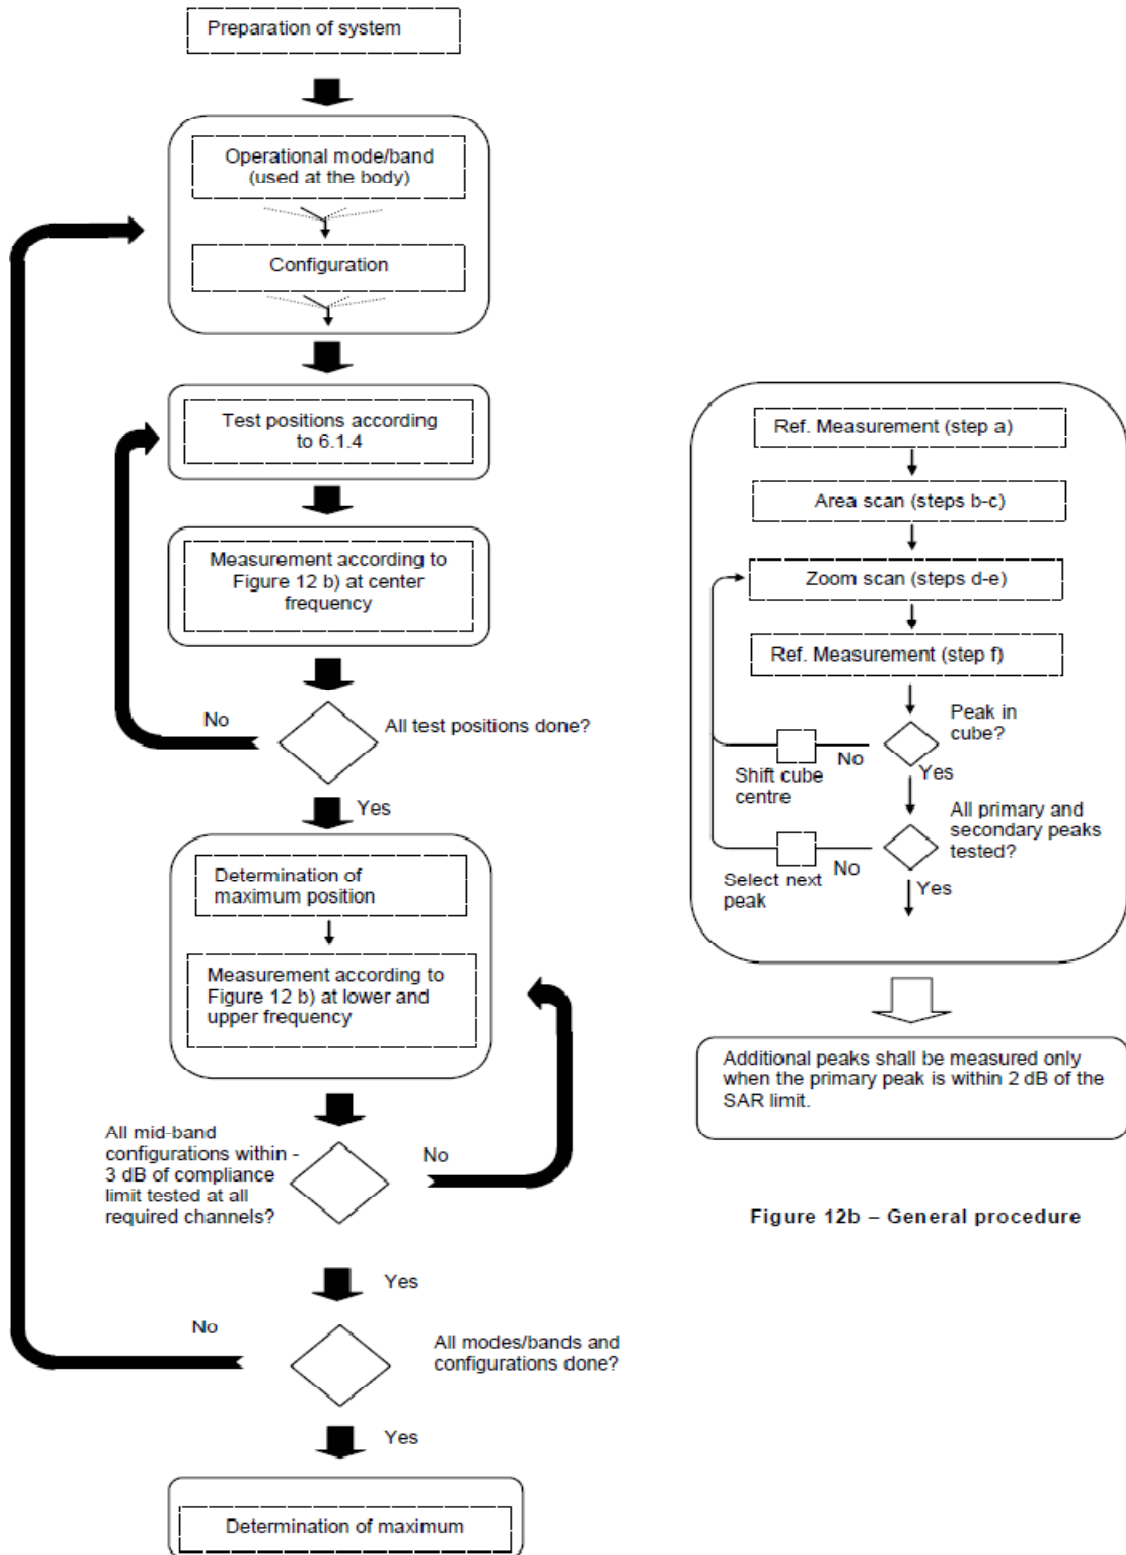 Preparation of system
Operational mode/band
(used at the body)
Configuration
Test positions according
to 6.1.4
Measurement according to
Figure 12 b) at center
frequency
No
All test positions done?
Yes
Determination of
maximum position
Measurement according to
Figure 12 b) at lower and
upper frequency
All mid-band
configurations within -
3 dB of compliance
limit tested at all
required channels?
No
Yes
No
All modes/bands and
configurations done?
Yes
Determination of maximum
Ref. Measurement (step a)
Area scan (steps b-c)
Zoom scan (steps d-e)
Ref. Measurement (step f)
Peak in
cube?
No
Yes
Shift cube
centre
All primary and
secondary peaks
tested?
No
Yes
Select next
peak
Additional peaks shall be measured only
when the primary peak is within 2 dB of the
SAR limit.
Figure 12b – General procedure